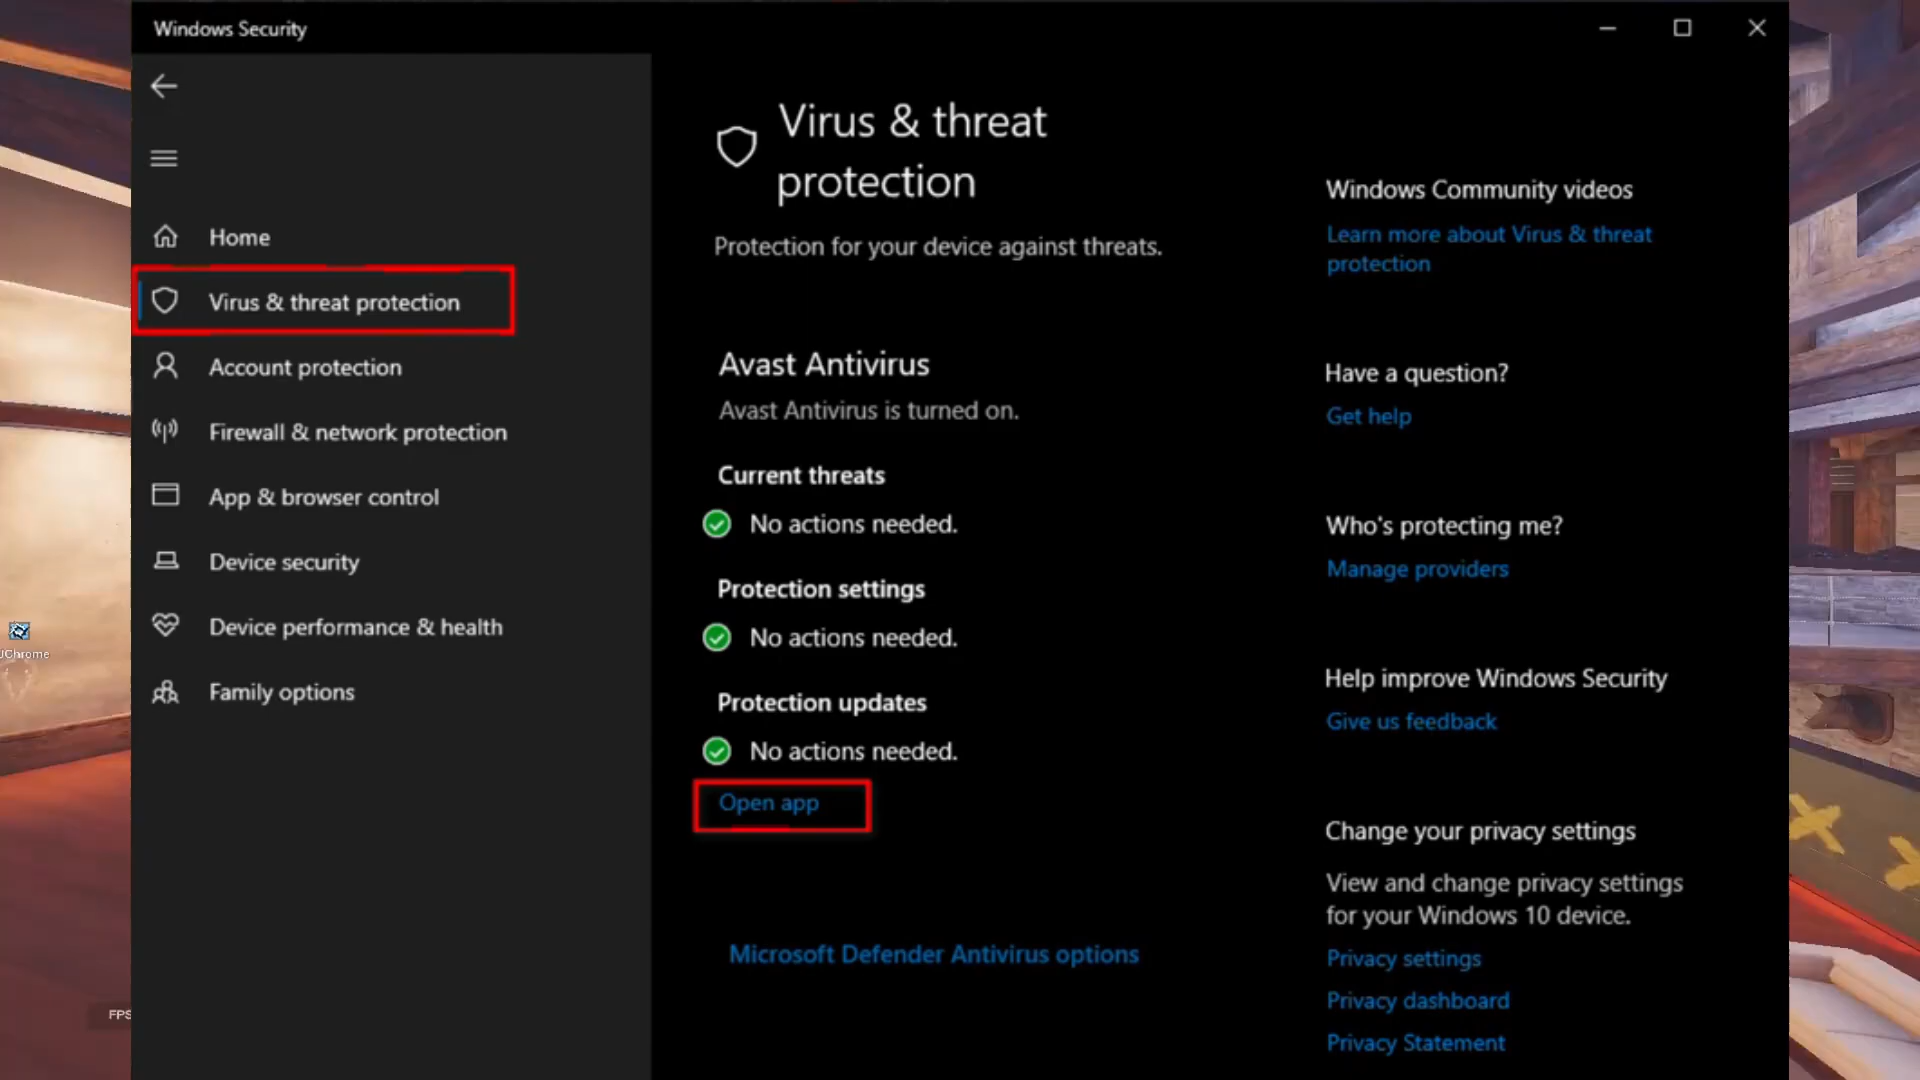 Windows Security
Home
Virus & threat protection
Account protection
Firewall & network protection
App & browser control
Device security
Device performance & health
Family options
Virus & threat
protection
Protection for your device against threats.
Avast Antivirus
Avast Antivirus is turned on.
Current threats
No actions needed.
Protection settings
No actions needed.
Protection updates
No actions needed.
Open app
Microsoft Defender Antivirus options
Windows Community videos
Learn more about Virus & threat
protection
Have a question?
Get help
Who's protecting me?
Manage providers
Help improve Windows Security
Give us feedback
Change your privacy settings
View and change privacy settings
for your Windows 10 device.
Privacy settings
Privacy dashboard
Privacy Statement
JChrome
FPS